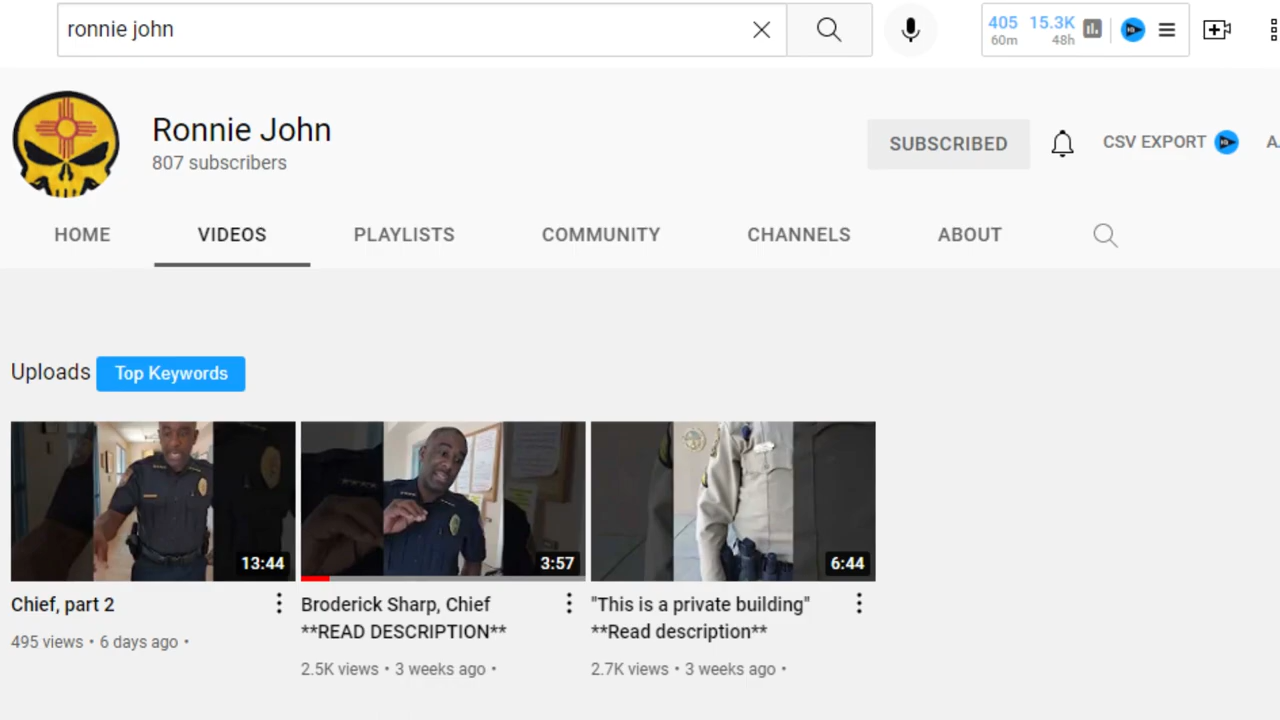 ronnie john
405 15.3K
60m 48h
Ronnie John
807 subscribers
SUBSCRIBED
CSV EXPORT
A
HOME VIDEOS PLAYLISTS COMMUNITY CHANNELS ABOUT
Uploads Top Keywords
13:44 3:57 6:44
Chief, part 2
495 views • 6 days ago •
Broderick Sharp, Chief
**READ DESCRIPTION**
2.5K views • 3 weeks ago •
"This is a private building"
**Read description**
2.7K views • 3 weeks ago •